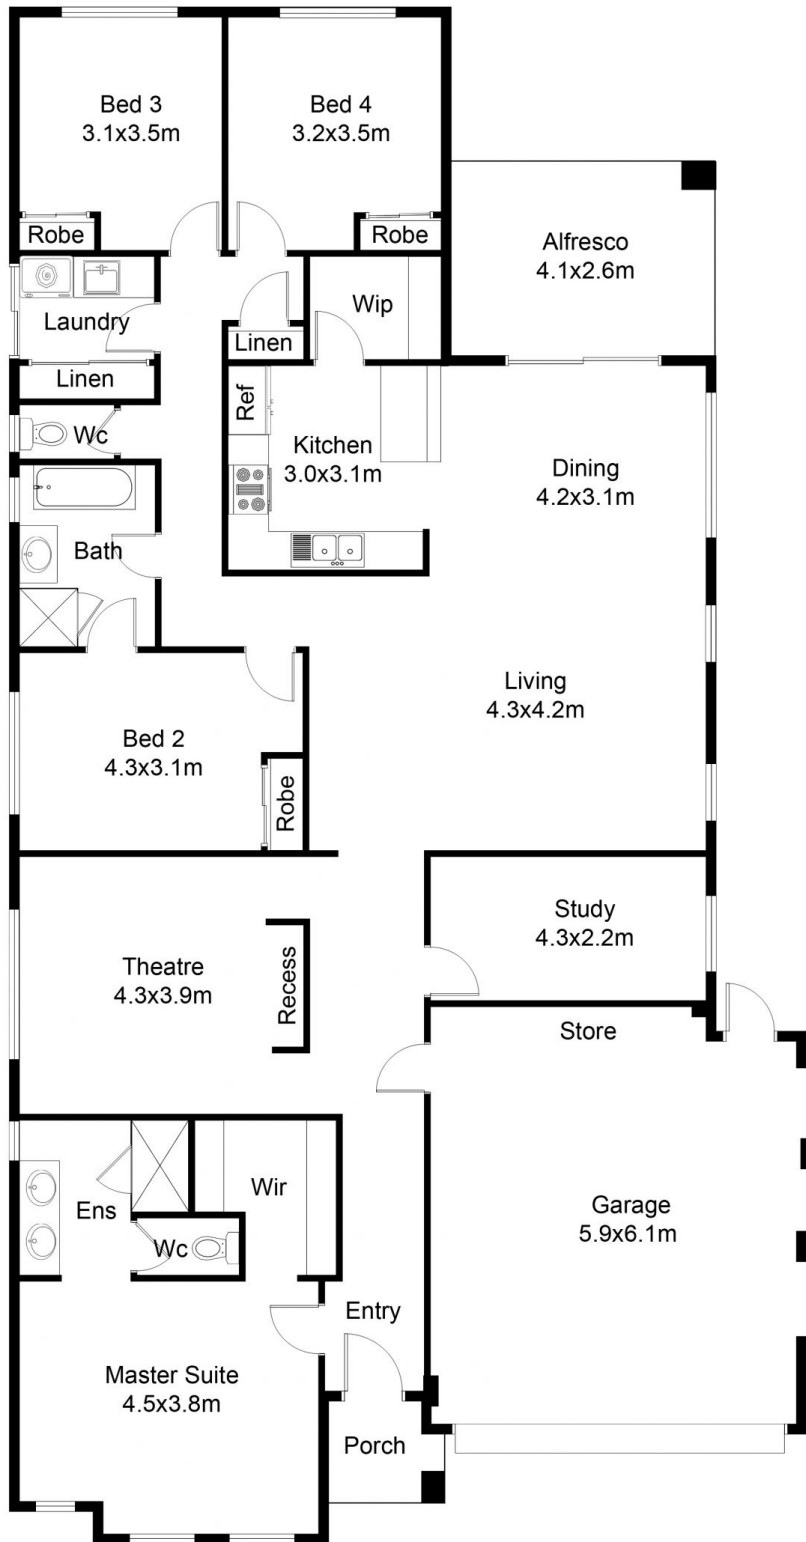 Bed 3
3.1x3.5m
Bed 4
3.2x3.5m
Robe
Robe
Alfresco
4.1x2.6m
Laundry
Wip
Linen
Linen
Ref
Wc
Kitchen
3.0x3.1m
Dining
4.2x3.1m
Bath
Living
4.3x4.2m
Bed 2
4.3x3.1m
Robe
Study
4.3x2.2m
Theatre
4.3x3.9m
Recess
Store
Ens
Wir
Wc
Garage
5.9x6.1m
Entry
Master Suite
4.5x3.8m
Porch